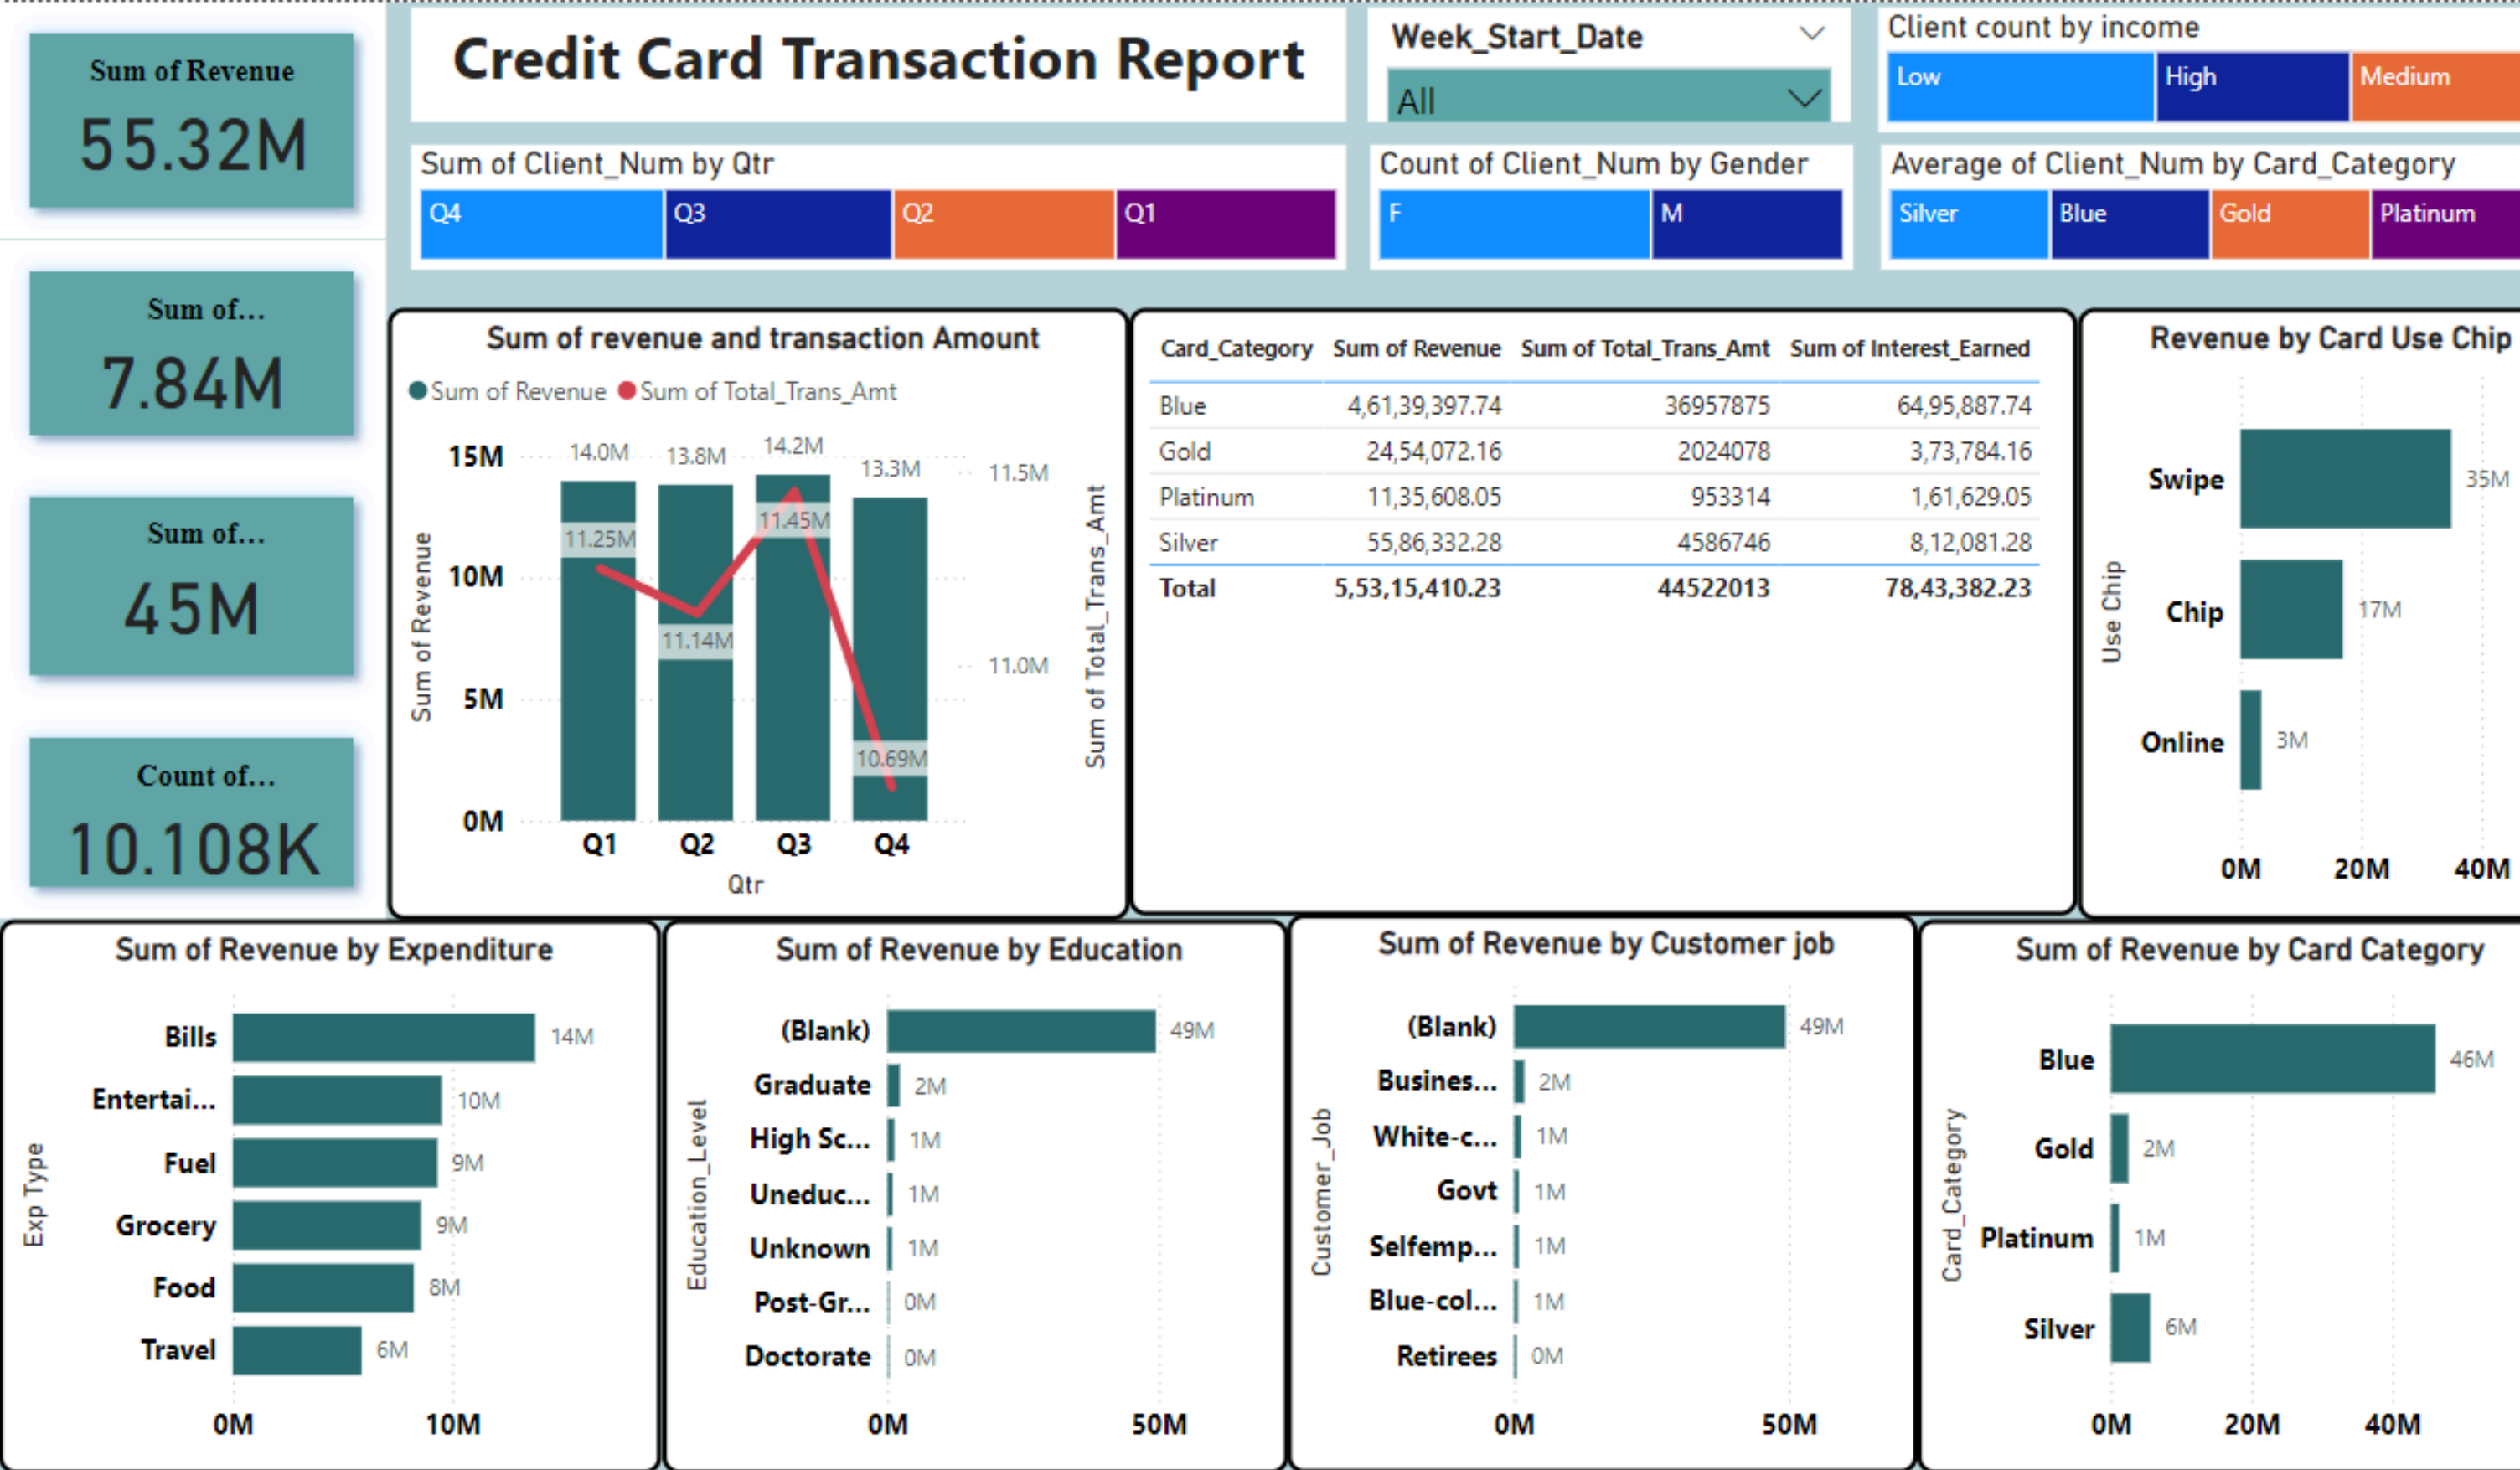 Sum of Revenue
55.32M
Sum of...
7.84M
Sum of...
45M
Count of...
10.108K
Credit Card Transaction Report
Week_Start_Date
All
Client count by income
Low High Medium
Sum of Client_Num by Qtr
Q4 Q3 Q2 Q1
Count of Client_Num by Gender
F M
Average of Client_Num by Card_Category
Silver Blue Gold Platinum
Sum of revenue and transaction Amount
Sum of Revenue Sum of Total_Trans_Amt
Sum of Revenue
15M
10M
5M
0M
14.0M 13.8M 14.2M 13.3M
11.25M 11.14M 11.45M 10.69M
11.5M
11.0M
Sum of Total_Trans_Amt
Q1 Q2 Q3 Q4
Qtr
Card_Category Sum of Revenue Sum of Total_Trans_Amt Sum of Interest_Earned
Blue 4,61,39,397.74 36957875 64,95,887.74
Gold 24,54,072.16 2024078 3,73,784.16
Platinum 11,35,608.05 953314 1,61,629.05
Silver 55,86,332.28 4586746 8,12,081.28
Total 5,53,15,410.23 44522013 78,43,382.23
Revenue by Card Use Chip
Use Chip
Swipe 35M
Chip 17M
Online 3M
0M 20M 40M
Sum of Revenue by Expenditure
Exp Type
Bills 14M
Entertai... 10M
Fuel 9M
Grocery 9M
Food 8M
Travel 6M
0M 10M
Sum of Revenue by Education
Education_Level
(Blank) 49M
Graduate 2M
High Sc... 1M
Uneduc... 1M
Unknown 1M
Post-Gr... 0M
Doctorate 0M
0M 50M
Sum of Revenue by Customer job
Customer_Job
(Blank) 49M
Busines... 2M
White-c... 1M
Govt 1M
Selfemp... 1M
Blue-col... 1M
Retirees 0M
0M 50M
Sum of Revenue by Card Category
Card_Category
Blue 46M
Gold 2M
Platinum 1M
Silver 6M
0M 20M 40M